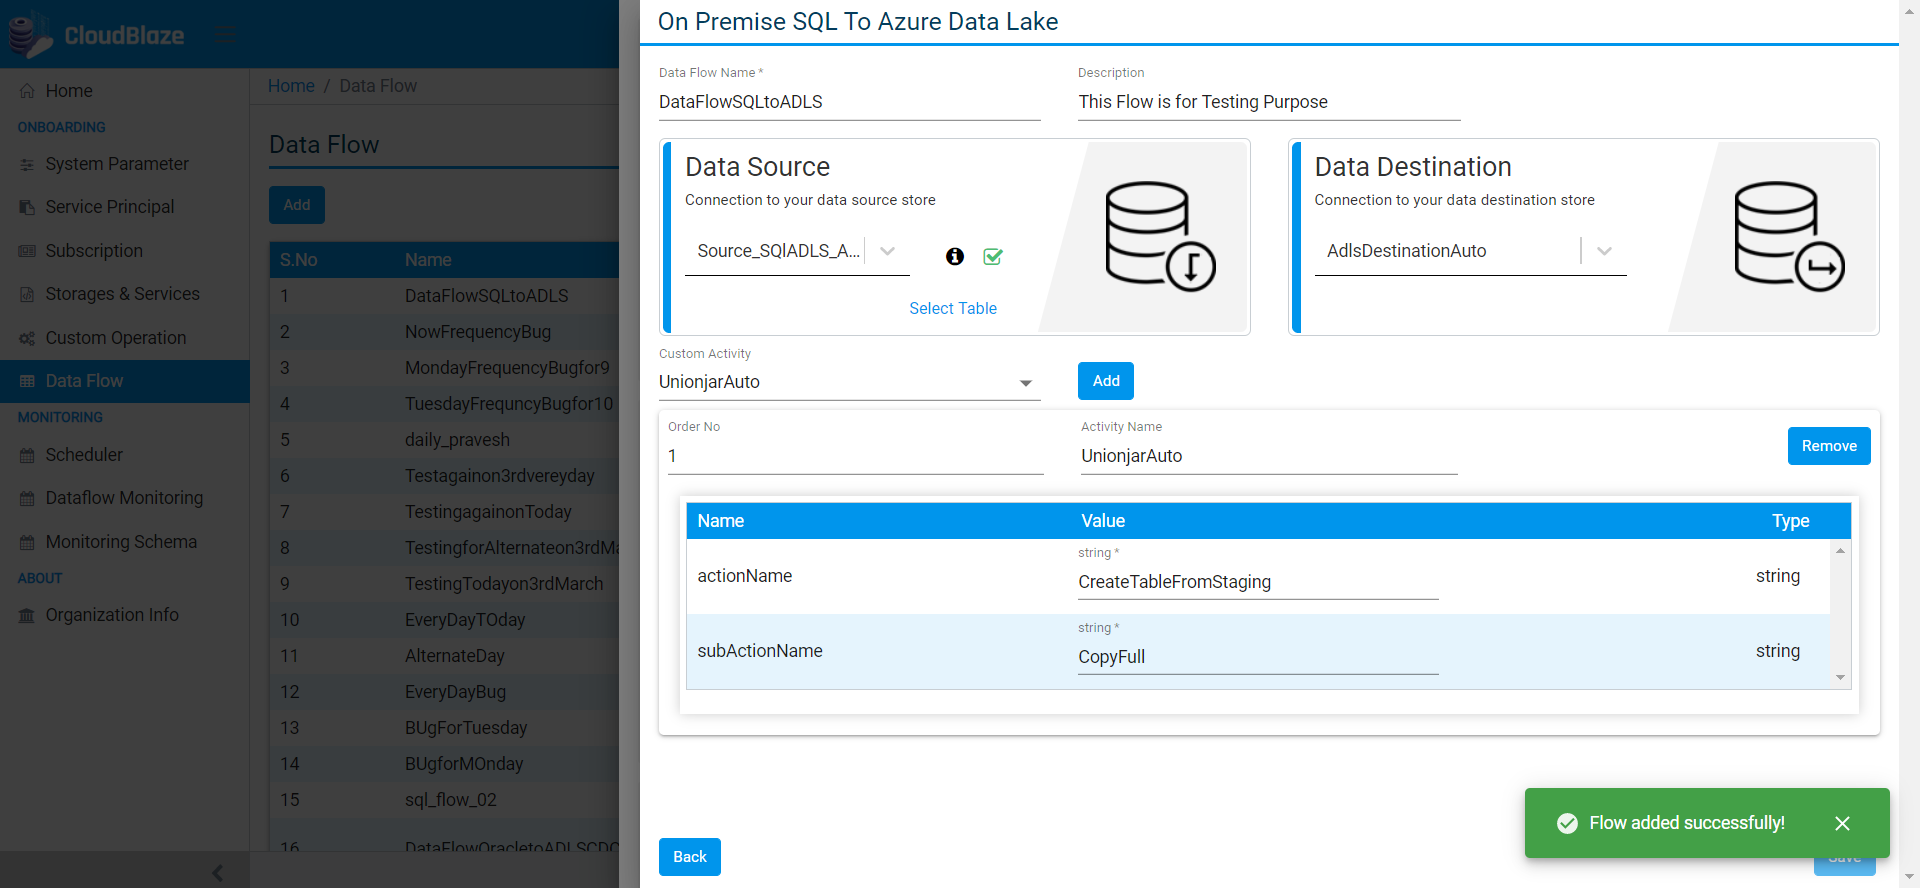 CloudBlaze
Home
ONBOARDING
System Parameter
Service Principal
Subscription
Storages & Services
Custom Operation
Data Flow
MONITORING
Scheduler
Dataflow Monitoring
Monitoring Schema
ABOUT
Organization Info
Home / Data Flow
Data Flow
Add
S.No Name
1 DataFlowSQLtoADLS
2 NowFrequencyBug
3 MondayFrequencyBugfor9
4 TuesdayFrequncyBugfor10
5 daily_pravesh
6 Testagainon3rdvereyday
7 TestingagainonToday
8 TestingforAlternateon3rdMa
9 TestingTodayon3rdMarch
10 EveryDayTOday
11 AlternateDay
12 EveryDayBug
13 BUgForTuesday
14 BUgforMOnday
15 sql_flow_02
16 DataFlowOracletoADLSCDC
On Premise SQL To Azure Data Lake
Data Flow Name *
DataFlowSQLtoADLS
Description
This Flow is for Testing Purpose
Data Source
Connection to your data source store
Source_SQlADLS_A...
Select Table
Data Destination
Connection to your data destination store
AdlsDestinationAuto
Custom Activity
UnionjarAuto
Add
Order No
1
Activity Name
UnionjarAuto
Remove
Name Value Type
actionName
string *
CreateTableFromStaging
string
subActionName
string *
CopyFull
string
Flow added successfully!
Back
Save